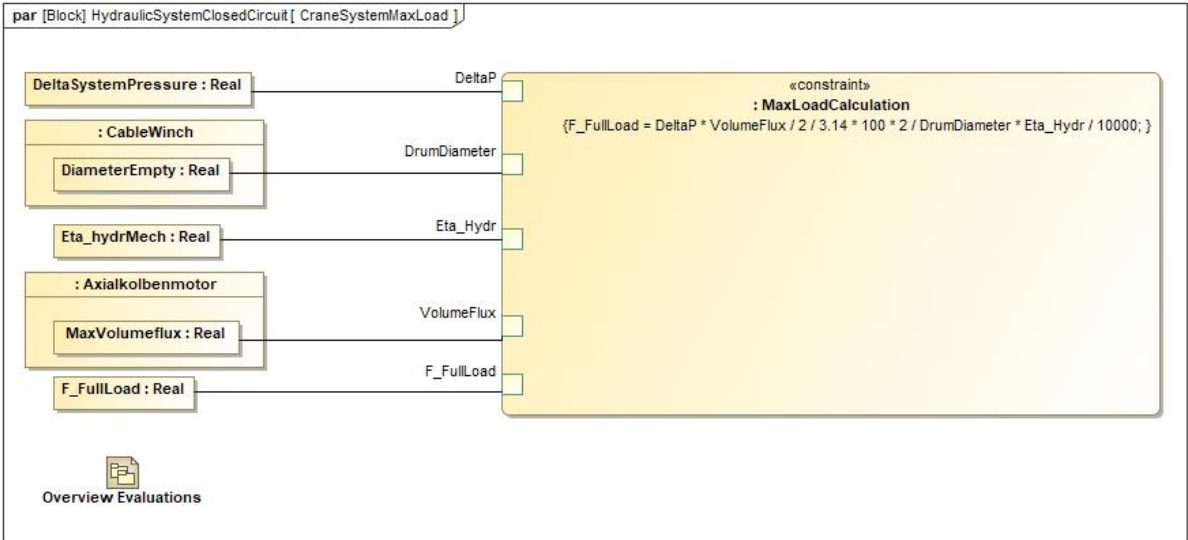 par [Block] HydraulicSystemClosedCircuit [ CraneSystemMaxLoad ]
DeltaSystemPressure : Real
DeltaP
«constraint»
: MaxLoadCalculation
{F_FullLoad = DeltaP * VolumeFlux / 2 / 3.14 * 100 * 2 / DrumDiameter * Eta_Hydr / 10000; }
: CableWinch
DiameterEmpty : Real
DrumDiameter
Eta_hydrMech : Real
Eta_Hydr
: Axialkolbenmotor
MaxVolumeflux : Real
VolumeFlux
F_FullLoad : Real
F_FullLoad
Overview Evaluations